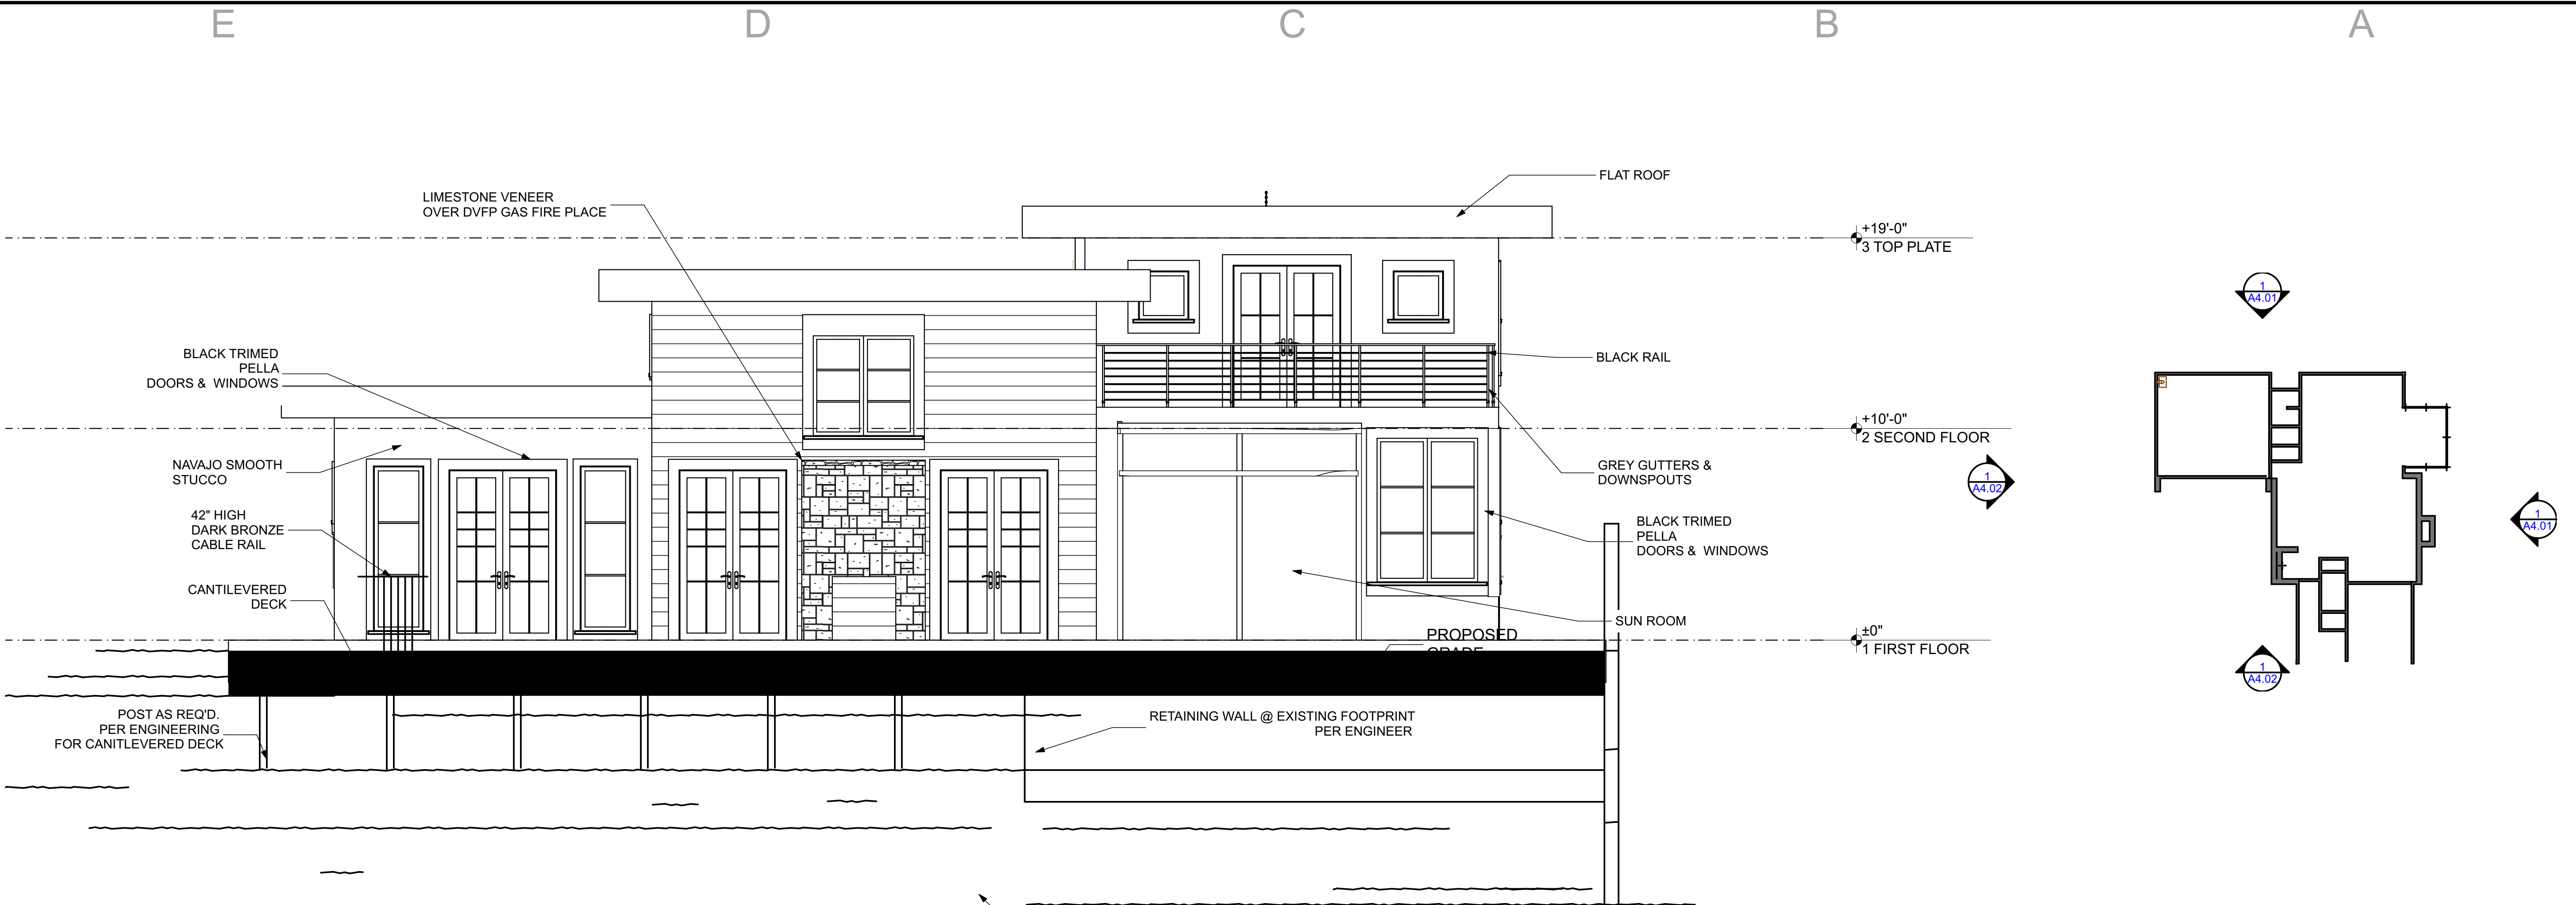 E
D
C
B
A
FLAT ROOF
LIMESTONE VENEER
OVER DVFP GAS FIRE PLACE
+19'-0"
3 TOP PLATE
BLACK TRIMED
PELLA
DOORS & WINDOWS
BLACK RAIL
+10'-0"
2 SECOND FLOOR
NAVAJO SMOOTH
STUCCO
GREY GUTTERS &
DOWNSPOUTS
42" HIGH
DARK BRONZE
CABLE RAIL
BLACK TRIMED
PELLA
DOORS & WINDOWS
CANTILEVERED
DECK
SUN ROOM
PROPOSED
GRADE
±0"
1 FIRST FLOOR
POST AS REQ'D.
PER ENGINEERING
FOR CANITLEVERED DECK
RETAINING WALL @ EXISTING FOOTPRINT
PER ENGINEER
1
A4.01
1
A4.02
1
A4.01
1
A4.02